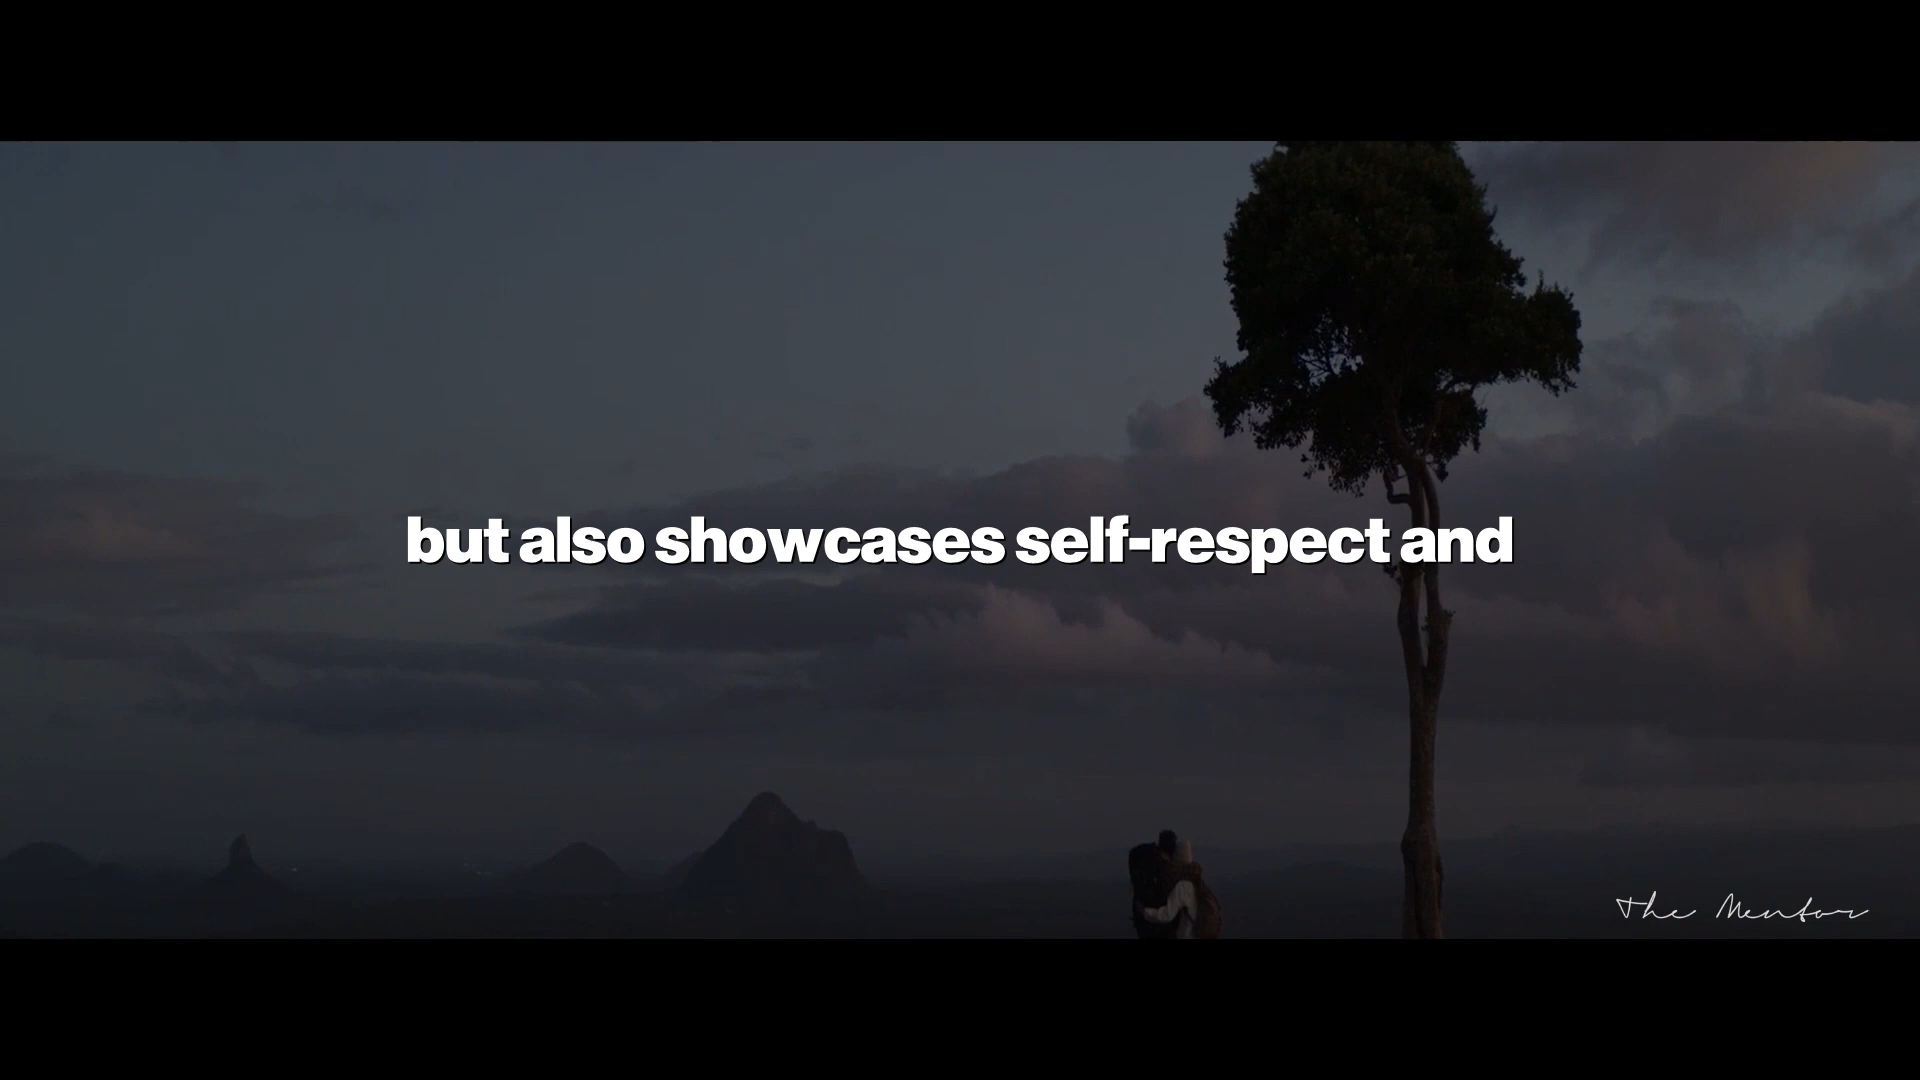 but also showcases self-respect and
The Mentor